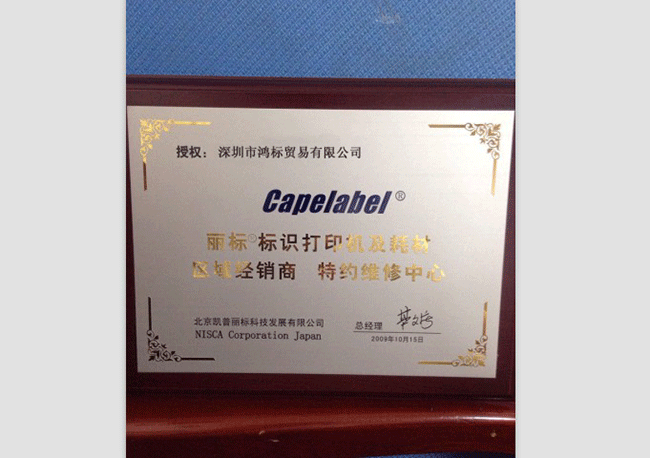 授权：深圳市鸿标贸易有限公司
Capelabel®
丽标®标识打印机及耗材
区域经销商 特约维修中心
北京凯普丽标科技发展有限公司
NISCA Corporation Japan
总经理
2009年10月15日